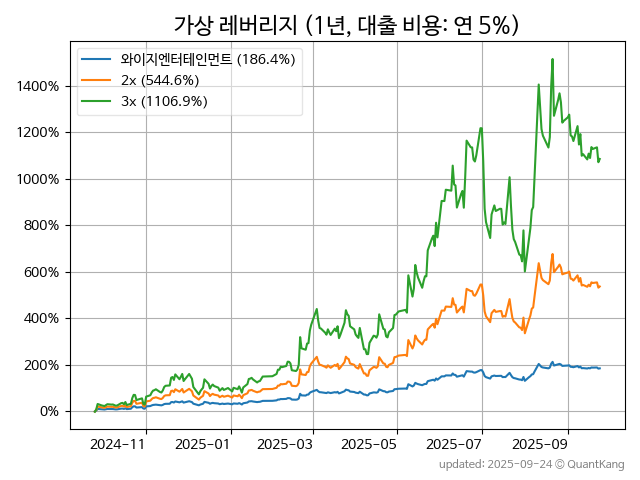 가상 레버리지 (1년, 대출 비용: 연 5%)
와이지엔터테인먼트 (186.4%)
2x (544.6%)
3x (1106.9%)
1400%
1200%
1000%
800%
600%
400%
200%
0%
2024-11 2025-01 2025-03 2025-05 2025-07 2025-09
updated: 2025-09-24 © QuantKang